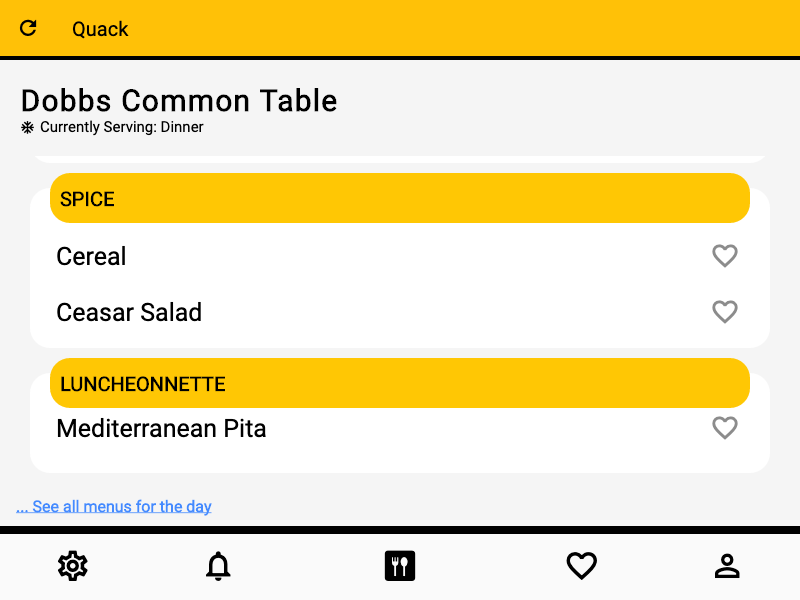 Quack
Dobbs Common Table
Currently Serving: Dinner
SPICE
Cereal
Ceasar Salad
LUNCHEONNETTE
Mediterranean Pita
... See all menus for the day